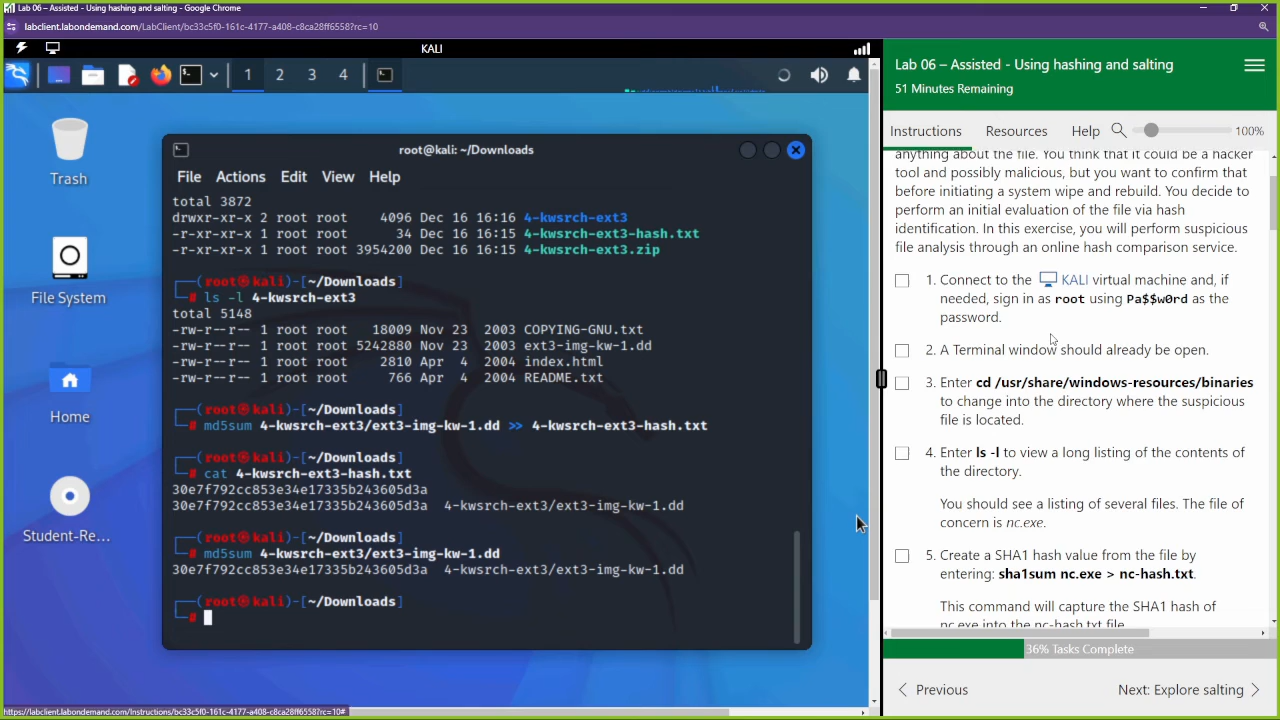 Lab 06 – Assisted - Using hashing and salting - Google Chrome
labclient.labondemand.com/LabClient/bc33c5f0-161c-4177-a408-c8ca28ff6558?rc=10
KALI
1 2 3 4
Trash
File System
Home
Student-Re...
root@kali: ~/Downloads
File Actions Edit View Help
total 3872
drwxr-xr-x 2 root root 4096 Dec 16 16:16 4-kwsrch-ext3
-r-xr-xr-x 1 root root 34 Dec 16 16:15 4-kwsrch-ext3-hash.txt
-r-xr-xr-x 1 root root 3954200 Dec 16 16:15 4-kwsrch-ext3.zip
(root㉿kali)-[~/Downloads]
# ls -l 4-kwsrch-ext3
total 5148
-rw-r--r-- 1 root root 18009 Nov 23 2003 COPYING-GNU.txt
-rw-r--r-- 1 root root 5242880 Nov 23 2003 ext3-img-kw-1.dd
-rw-r--r-- 1 root root 2810 Apr 4 2004 index.html
-rw-r--r-- 1 root root 766 Apr 4 2004 README.txt
(root㉿kali)-[~/Downloads]
# md5sum 4-kwsrch-ext3/ext3-img-kw-1.dd >> 4-kwsrch-ext3-hash.txt
(root㉿kali)-[~/Downloads]
# cat 4-kwsrch-ext3-hash.txt
30e7f792cc853e34e17335b243605d3a
30e7f792cc853e34e17335b243605d3a 4-kwsrch-ext3/ext3-img-kw-1.dd
(root㉿kali)-[~/Downloads]
# md5sum 4-kwsrch-ext3/ext3-img-kw-1.dd
30e7f792cc853e34e17335b243605d3a 4-kwsrch-ext3/ext3-img-kw-1.dd
(root㉿kali)-[~/Downloads]
#
https://labclient.labondemand.com/Instructions/bc33c5f0-161c-4177-a408-c8ca28ff6558?rc=10#
Lab 06 – Assisted - Using hashing and salting
51 Minutes Remaining
Instructions Resources Help 100%
anything about the file. You think that it could be a hacker
tool and possibly malicious, but you want to confirm that
before initiating a system wipe and rebuild. You decide to
perform an initial evaluation of the file via hash
identification. In this exercise, you will perform suspicious
file analysis through an online hash comparison service.
1. Connect to the KALI virtual machine and, if
needed, sign in as root using Pa$$w0rd as the
password.
2. A Terminal window should already be open.
3. Enter cd /usr/share/windows-resources/binaries
to change into the directory where the suspicious
file is located.
4. Enter ls -l to view a long listing of the contents of
the directory.
You should see a listing of several files. The file of
concern is nc.exe.
5. Create a SHA1 hash value from the file by
entering: sha1sum nc.exe > nc-hash.txt.
This command will capture the SHA1 hash of
nc.exe into the nc-hash.txt file.
36% Tasks Complete
Previous
Next: Explore salting